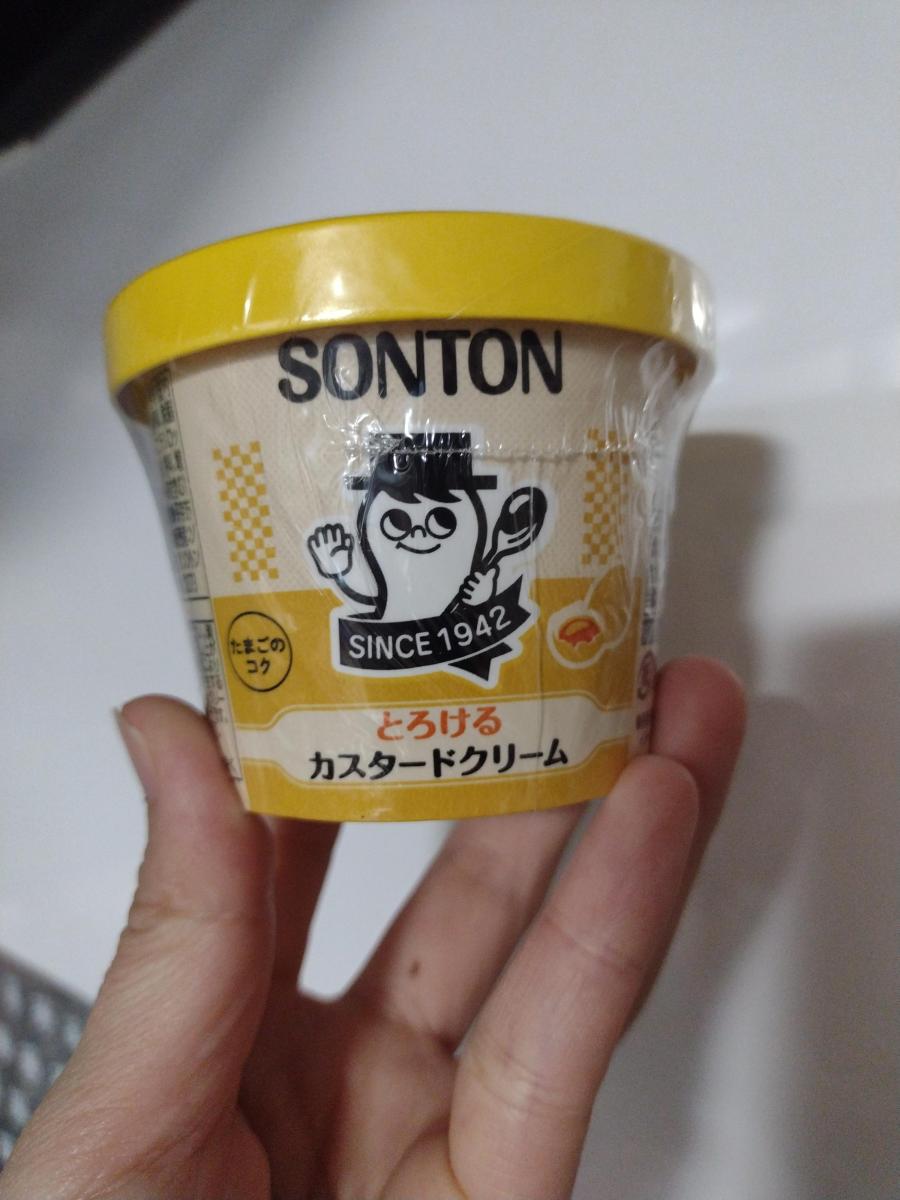 SONTON
SINCE 1942
たまごの
コク
とろける
カスタードクリーム